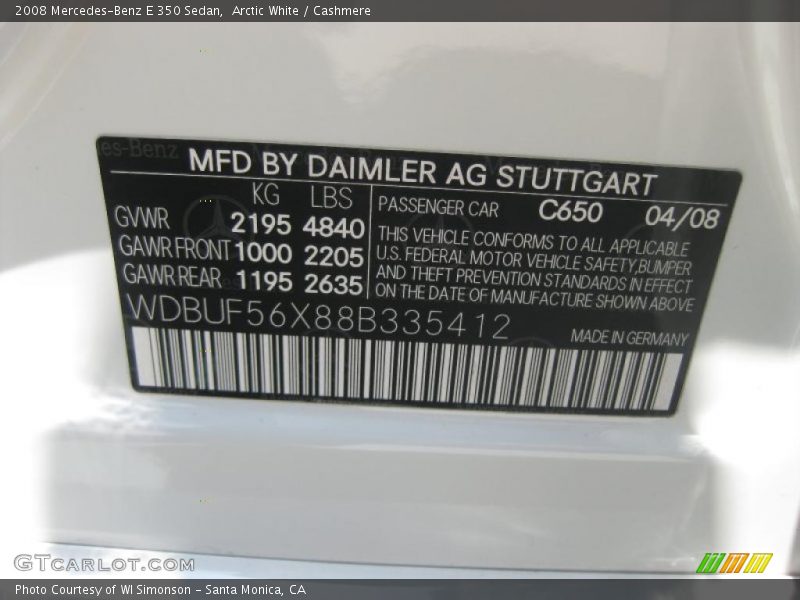 2008 Mercedes-Benz E 350 Sedan, Arctic White / Cashmere
es-Benz
MFD BY DAIMLER AG STUTTGART
KG LBS
GVWR 2195 4840
GAWR FRONT 1000 2205
GAWR REAR 1195 2635
PASSENGER CAR C650 04/08
THIS VEHICLE CONFORMS TO ALL APPLICABLE
U.S. FEDERAL MOTOR VEHICLE SAFETY,BUMPER
AND THEFT PREVENTION STANDARDS IN EFFECT
ON THE DATE OF MANUFACTURE SHOWN ABOVE
WDBUF56X88B335412
MADE IN GERMANY
GTCARLOT.COM
Photo Courtesy of WI Simonson - Santa Monica, CA